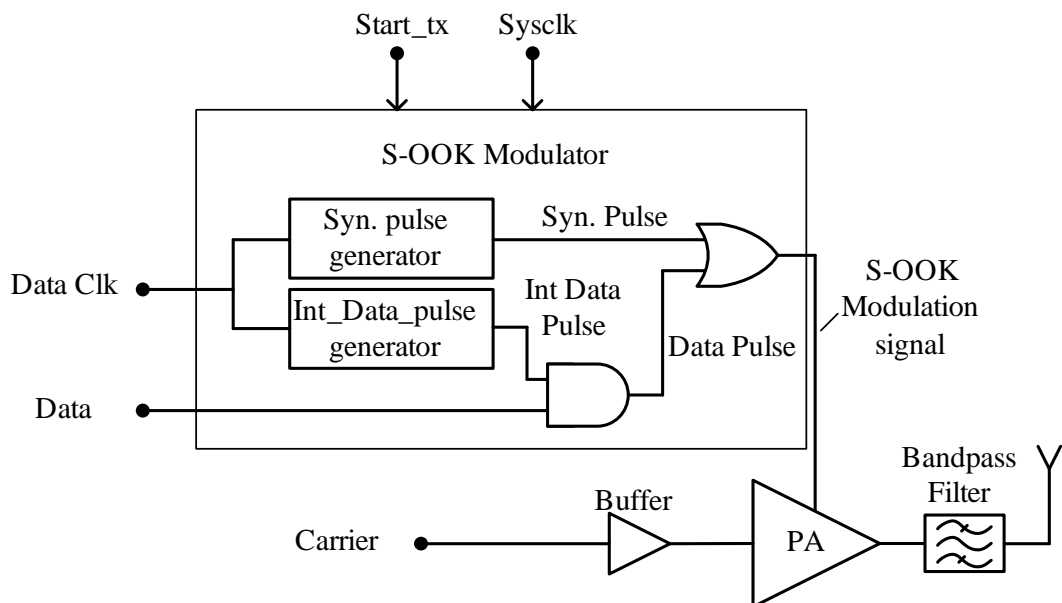 Start_tx
Sysclk
S-OOK Modulator
Syn. pulse
generator
Syn. Pulse
Data Clk
Int_Data_pulse
generator
Int Data
Pulse
Data Pulse
S-OOK
Modulation
signal
Data
Bandpass
Filter
Buffer
Carrier
PA